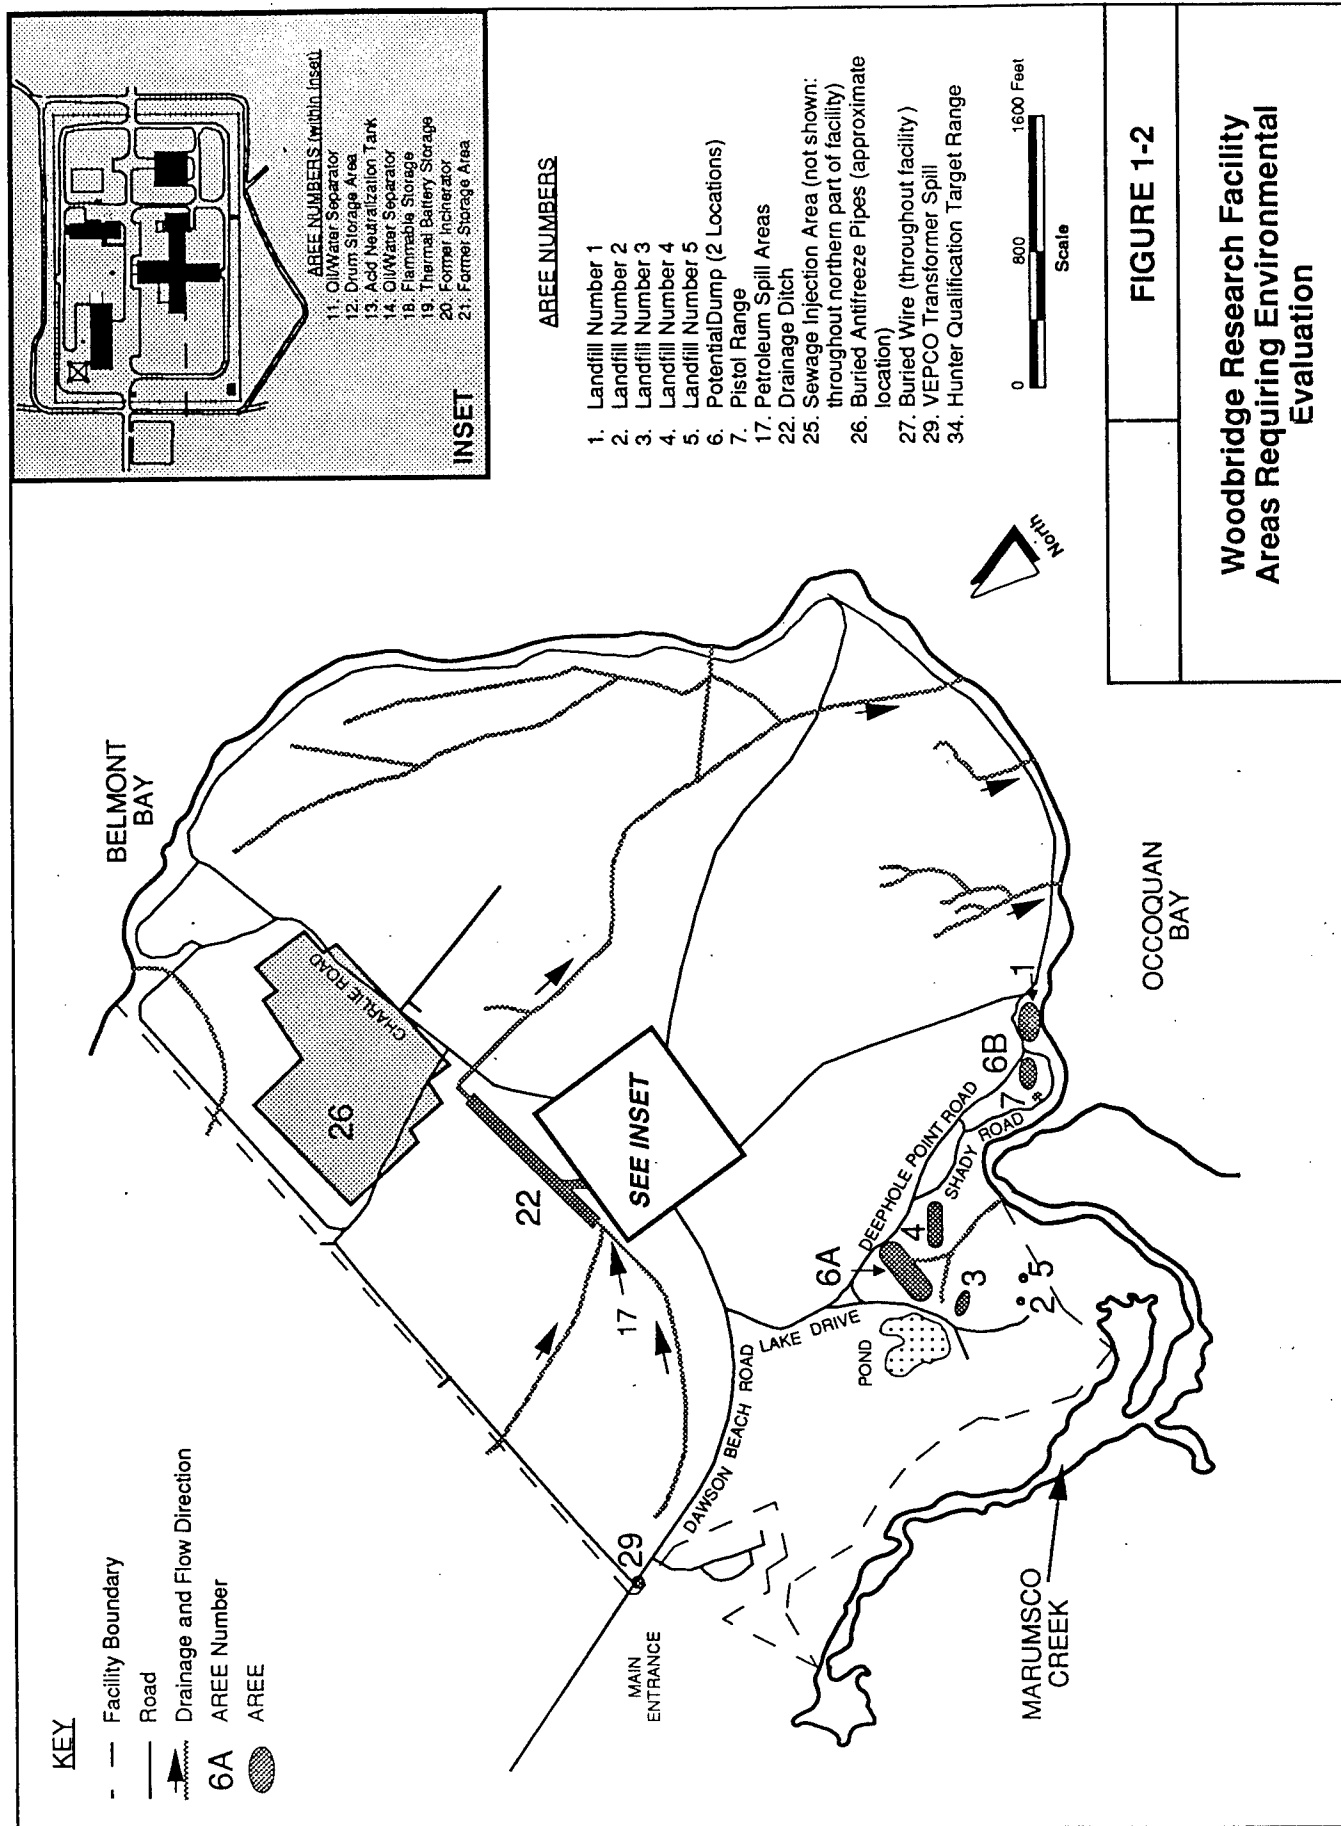 KEY
Facility Boundary
Road
Drainage and Flow Direction
6A AREE Number
AREE
BELMONT
BAY
OCCOQUAN
BAY
MARUMSCO
CREEK
MAIN
ENTRANCE
DAWSON BEACH ROAD
LAKE DRIVE
POND
DEEPHOLE POINT ROAD
SHADY ROAD
CHARLIE ROAD
SEE INSET
26
22
17
29
6A
4
3
2
5
7
6B
1
North
INSET
AREE NUMBERS (within Inset)
11. Oil/Water Separator
12. Drum Storage Area
13. Acid Neutralization Tank
14. Oil/Water Separator
18. Flammable Storage
19. Thermal Battery Storage
20. Former Incinerator
21. Former Storage Area
AREE NUMBERS
1. Landfill Number 1
2. Landfill Number 2
3. Landfill Number 3
4. Landfill Number 4
5. Landfill Number 5
6. PotentialDump (2 Locations)
7. Pistol Range
17. Petroleum Spill Areas
22. Drainage Ditch
25. Sewage Injection Area (not shown:
throughout northern part of facility)
26. Buried Antifreeze Pipes (approximate
location)
27. Buried Wire (throughout facility )
29. VEPCO Transformer Spill
34. Hunter Qualification Target Range
0 800 1600 Feet
Scale
FIGURE 1-2
Woodbridge Research Facility
Areas Requiring Environmental
Evaluation